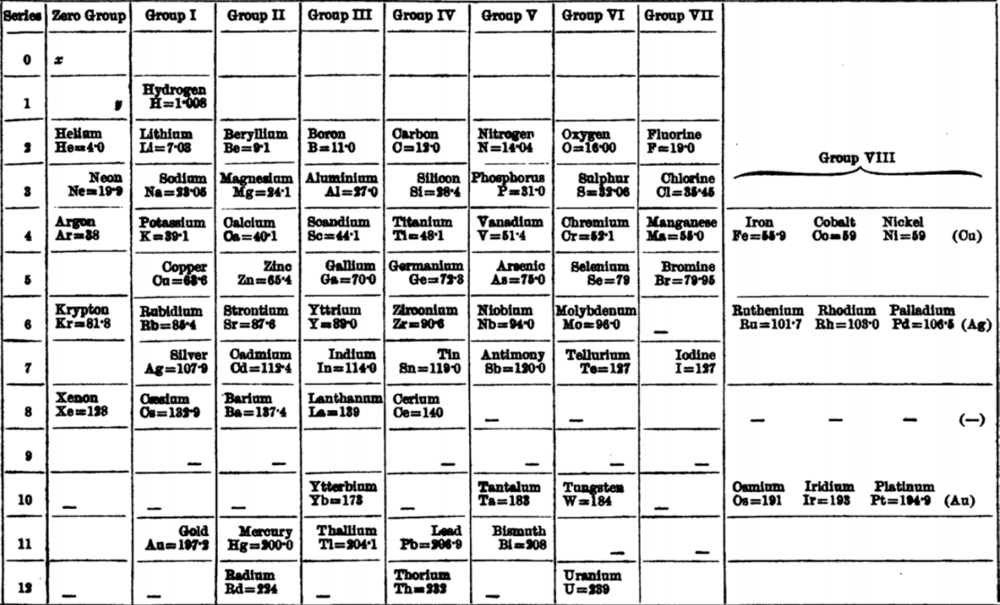 Series Zero Group Group I Group II Group III Group IV Group V Group VI Group VII
0 x
1 y Hydrogen H=1·008
2 Helium He=4·0 Lithium Li=7·03 Beryllium Be=9·1 Boron B=11·0 Carbon C=12·0 Nitrogen N=14·04 Oxygen O=16·00 Fluorine F=19·0
Group VIII
3 Neon Ne=19·9 Sodium Na=23·05 Magnesium Mg=24·1 Aluminium Al=27·0 Silicon Si=28·4 Phosphorus P=31·0 Sulphur S=32·06 Chlorine Cl=35·45
4 Argon Ar=38 Potassium K=39·1 Calcium Ca=40·1 Scandium Sc=44·1 Titanium Ti=48·1 Vanadium V=51·4 Chromium Cr=52·1 Manganese Mn=55·0 Iron Fe=55·9 Cobalt Co=59 Nickel Ni=59 (Cu)
5 Copper Cu=63·6 Zinc Zn=65·4 Gallium Ga=70·0 Germanium Ge=72·3 Arsenic As=75·0 Selenium Se=79 Bromine Br=79·95
6 Krypton Kr=81·8 Rubidium Rb=85·4 Strontium Sr=87·6 Yttrium Y=89·0 Zirconium Zr=90·6 Niobium Nb=94·0 Molybdenum Mo=96·0 — Ruthenium Ru=101·7 Rhodium Rh=103·0 Palladium Pd=106·5 (Ag)
7 Silver Ag=107·9 Cadmium Cd=112·4 Indium In=114·0 Tin Sn=119·0 Antimony Sb=120·0 Tellurium Te=127 Iodine I=127
8 Xenon Xe=128 Cæsium Cs=132·9 Barium Ba=137·4 Lanthanum La=139 Cerium Ce=140 — — — — — (—)
9 — — — — — —
10 — — — Ytterbium Yb=173 — Tantalum Ta=183 Tungsten W=184 — Osmium Os=191 Iridium Ir=193 Platinum Pt=194·9 (Au)
11 Gold Au=197·2 Mercury Hg=200·0 Thallium Tl=204·1 Lead Pb=206·9 Bismuth Bi=208 — —
12 — — Radium Rd=224 — Thorium Th=232 — Uranium U=239